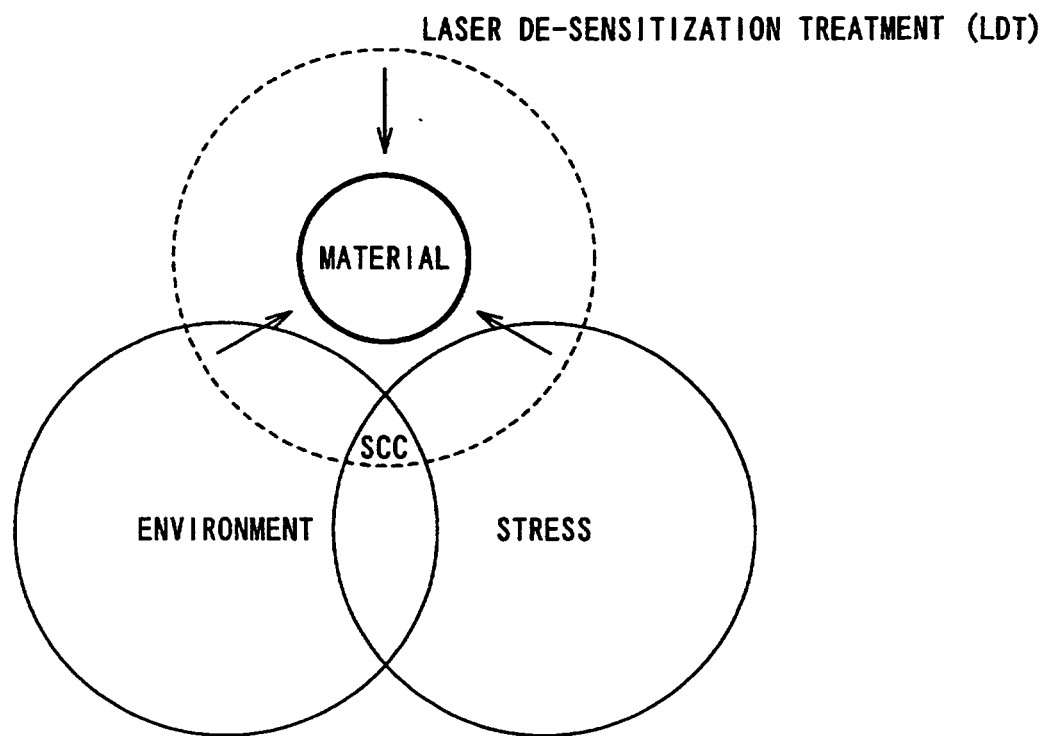 LASER DE-SENSITIZATION TREATMENT (LDT)
MATERIAL
SCC
ENVIRONMENT
STRESS